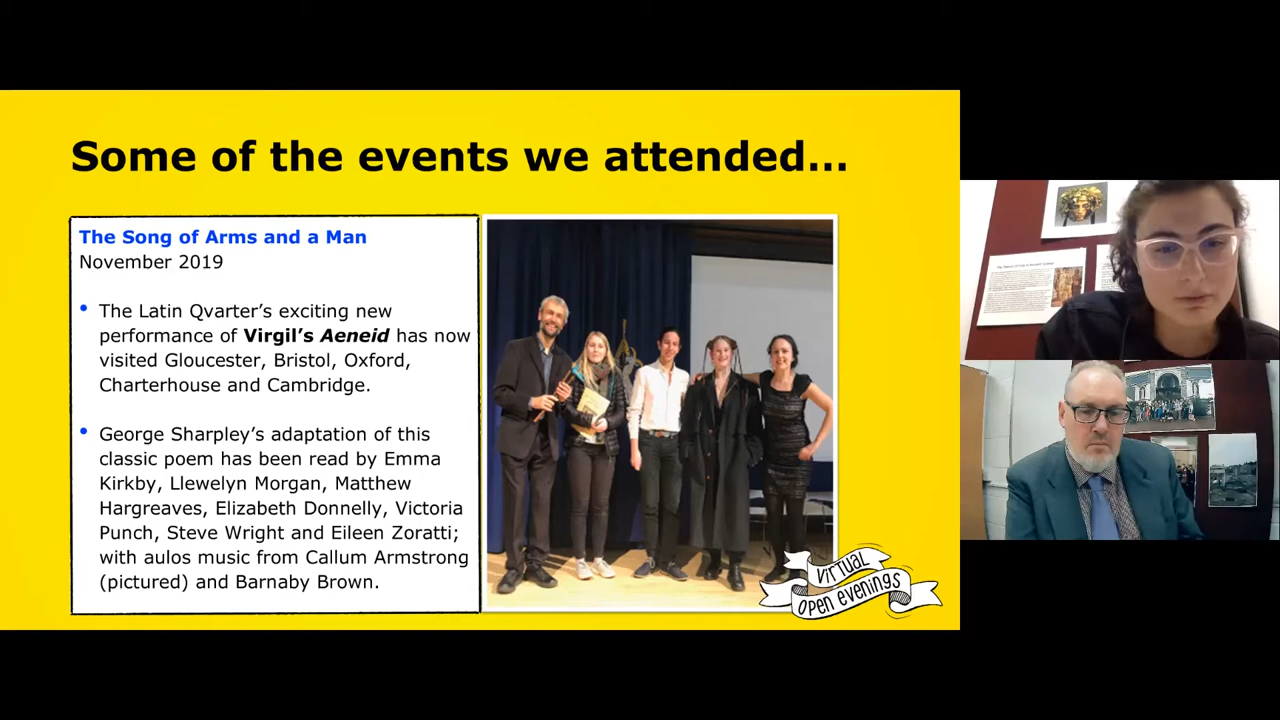 Some of the events we attended...
The Song of Arms and a Man
November 2019
• The Latin Qvarter's exciting new
performance of Virgil's Aeneid has now
visited Gloucester, Bristol, Oxford,
Charterhouse and Cambridge.
• George Sharpley's adaptation of this
classic poem has been read by Emma
Kirkby, Llewelyn Morgan, Matthew
Hargreaves, Elizabeth Donnelly, Victoria
Punch, Steve Wright and Eileen Zoratti;
with aulos music from Callum Armstrong
(pictured) and Barnaby Brown.
VIRTUAL
OPEN EVENINGS